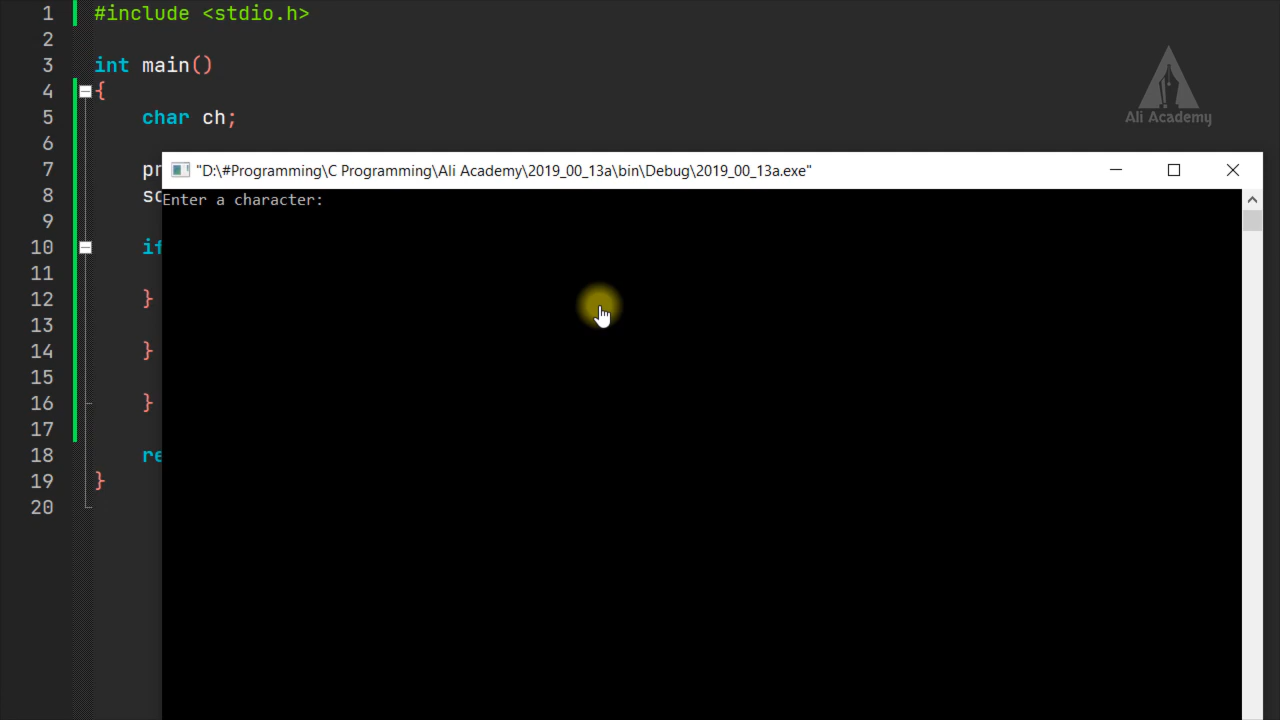 1 #include <stdio.h>
2
3 int main()
4 {
5 char ch;
6
7 pr
8 sc
9
10 if
11
12 }
13
14 }
15
16 }
17
18 re
19 }
20
Ali Academy
"D:\#Programming\C Programming\Ali Academy\2019_00_13a\bin\Debug\2019_00_13a.exe"
Enter a character: